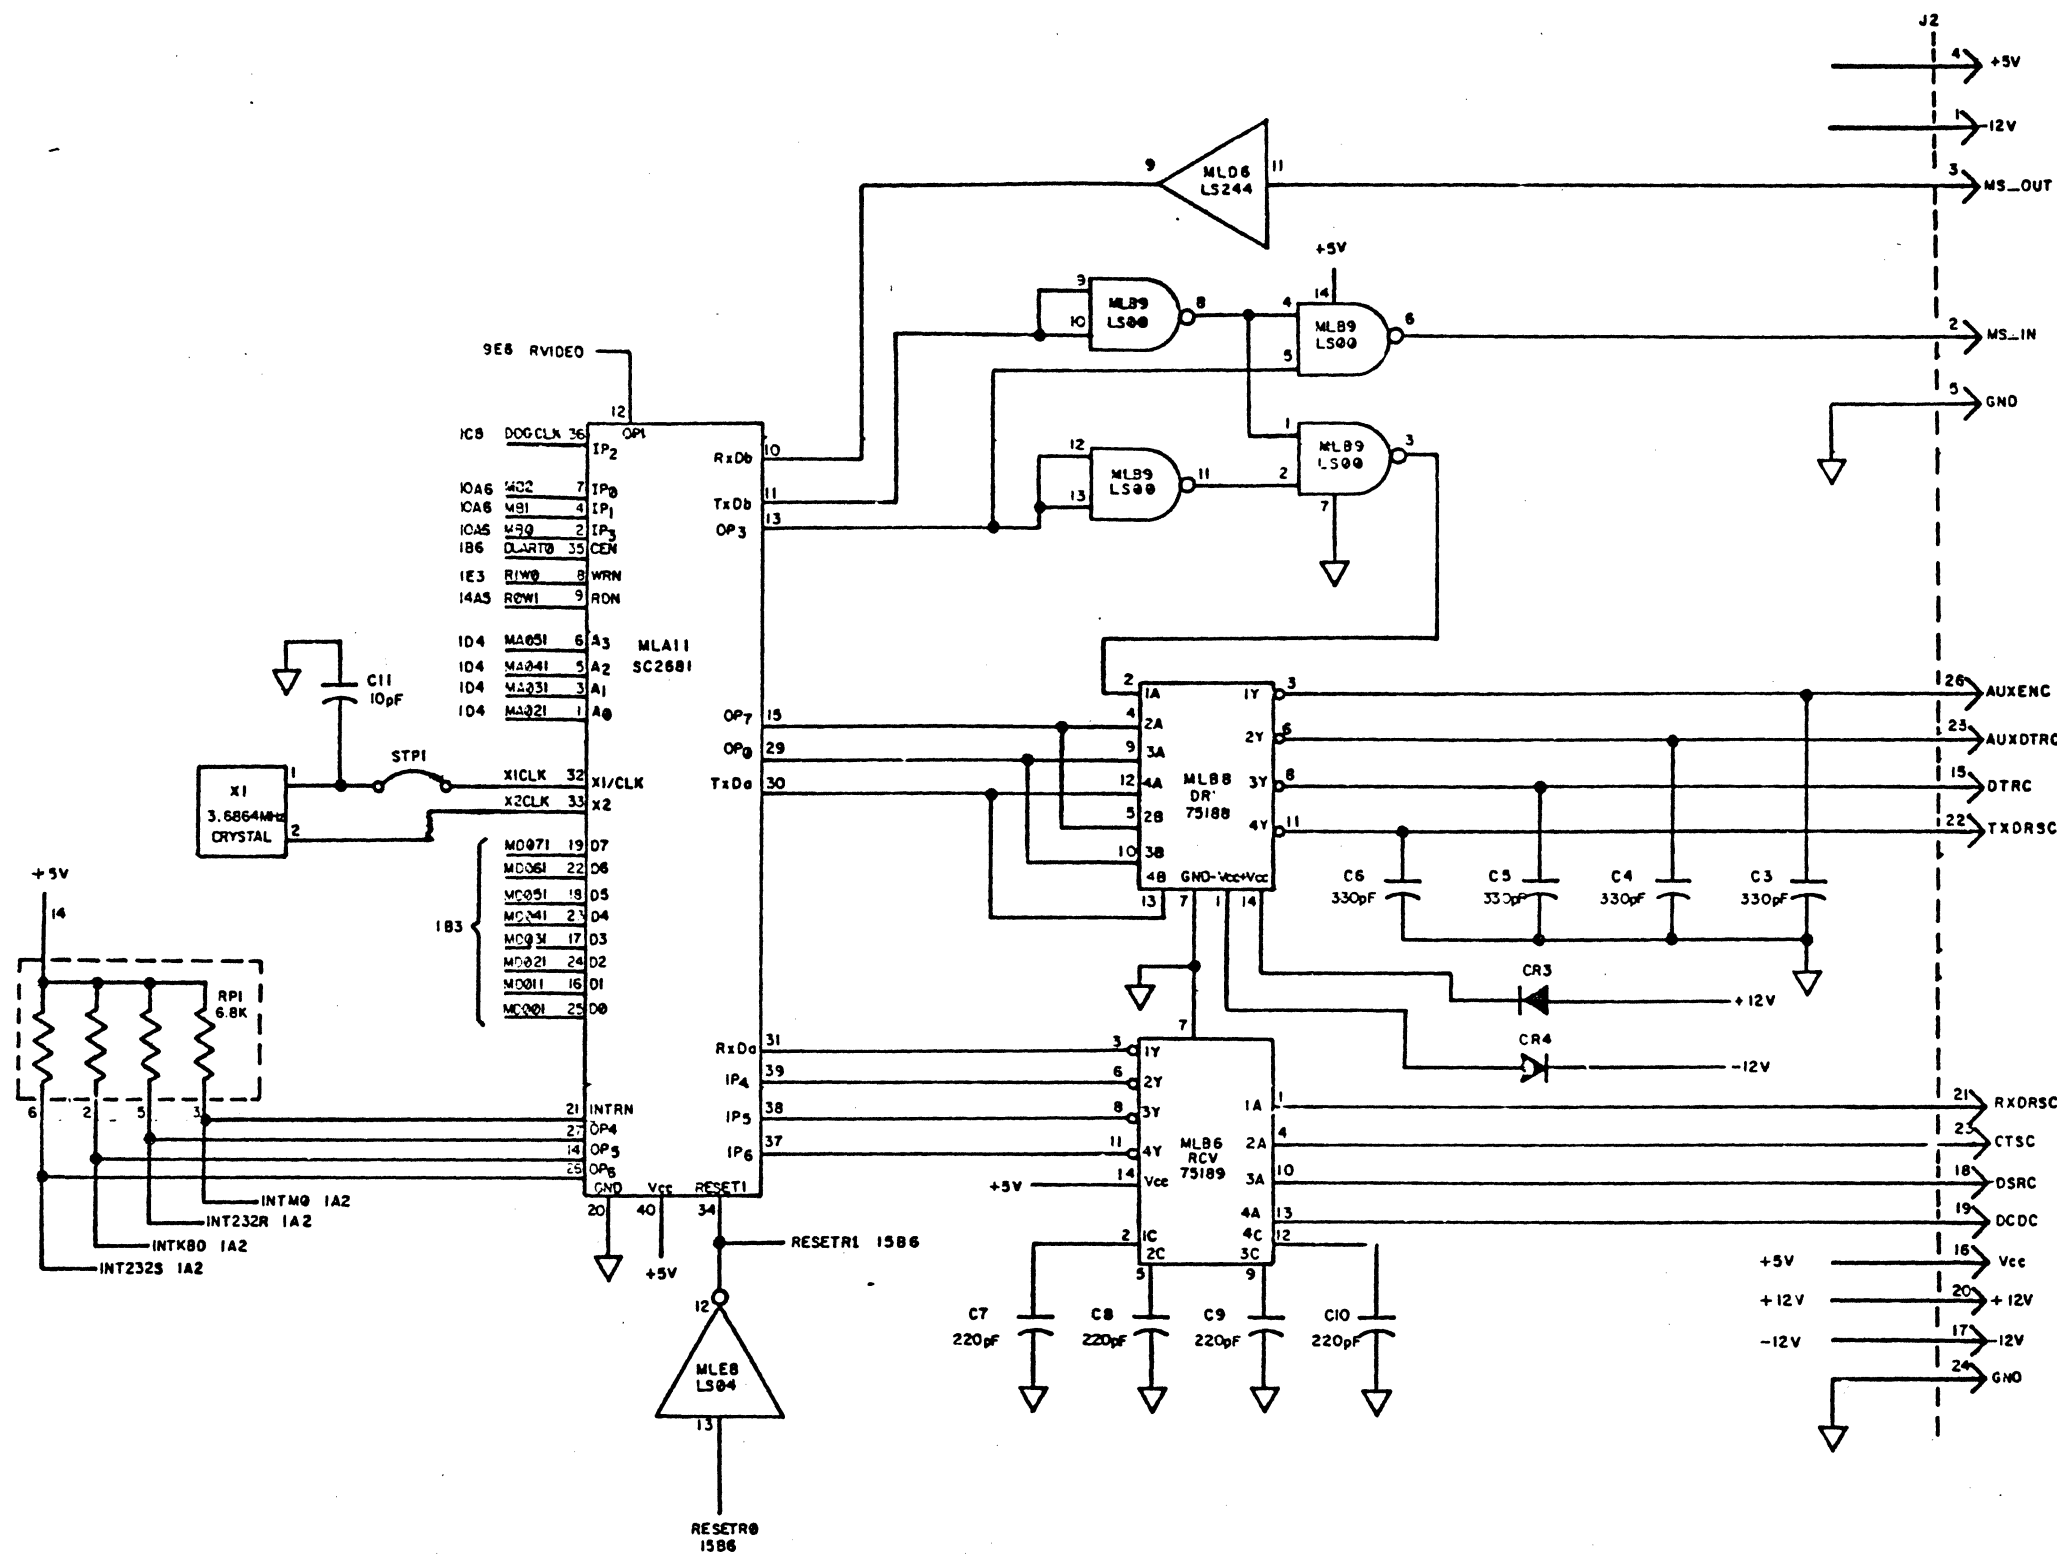 J2
4 +5V
1 -12V
9 MLD6 11
LS244
3 MS_OUT
+5V
14
9 MLB9 8
10 LS00
4 MLB9 6
5 LS00
2 MS_IN
5 GND
9E6 RVIDEO
12
OP1
1C8 DOGCLK 36 IP2
RxDb 10
10A6 MB2 7 IP0
10A6 MB1 4 IP1
10A5 MB0 2 IP3
1B6 DUART0 35 CEN
1E3 R1W0 8 WRN
14A5 R0W1 9 RDN
TxDb 11
OP3 13
12 MLB9 11
13 LS00
1 MLB9 3
2 LS00
7
1D4 MA051 6 A3
1D4 MA041 5 A2
1D4 MA031 3 A1
1D4 MA021 1 A0
MLA11
SC2681
C11
10pF
STP1
X1
3.6864MHz
CRYSTAL
1
2
X1CLK 32 X1/CLK
X2CLK 33 X2
OP7 15
OP0 29
TxDa 30
2 1A 1Y 3
4 2A 2Y 6
9 3A 3Y 8
12 4A 4Y 11
5 2B
10 3B
4B GND -Vcc +Vcc
13 7 1 14
MLB8
DR'
75188
26 AUXENC
23 AUXDTRC
15 DTRC
22 TXDRSC
1B3
MD071 19 D7
MD061 22 D6
MD051 18 D5
MD041 23 D4
MD031 17 D3
MD021 24 D2
MD011 16 D1
MD001 25 D0
C6
330pF
C5
330pF
C4
330pF
C3
330pF
CR3
+12V
CR4
-12V
+5V
14
RP1
6.8K
6 2 5 3
21 INTRN
27 OP4
14 OP5
26 OP6
INTM0 1A2
INT232R 1A2
INTKBD 1A2
INT232S 1A2
GND Vcc RESET1
20 40 34
+5V
RESETR1 15B6
12
MLE8
LS04
13
RESETR0
15B6
RxDa 31
IP4 39
IP5 38
IP6 37
7
3 1Y 1A 1
6 2Y 2A 4
8 3Y 3A 10
11 4Y 4A 13
+5V 14 Vcc
2 1C 4C 12
2C 3C
5 9
MLB6
RCV
75189
C7
220pF
C8
220pF
C9
220pF
C10
220pF
21 RXDRSC
23 CTSC
18 DSRC
19 DCDC
+5V 16 Vcc
+12V 20 +12V
-12V 17 -12V
24 GND